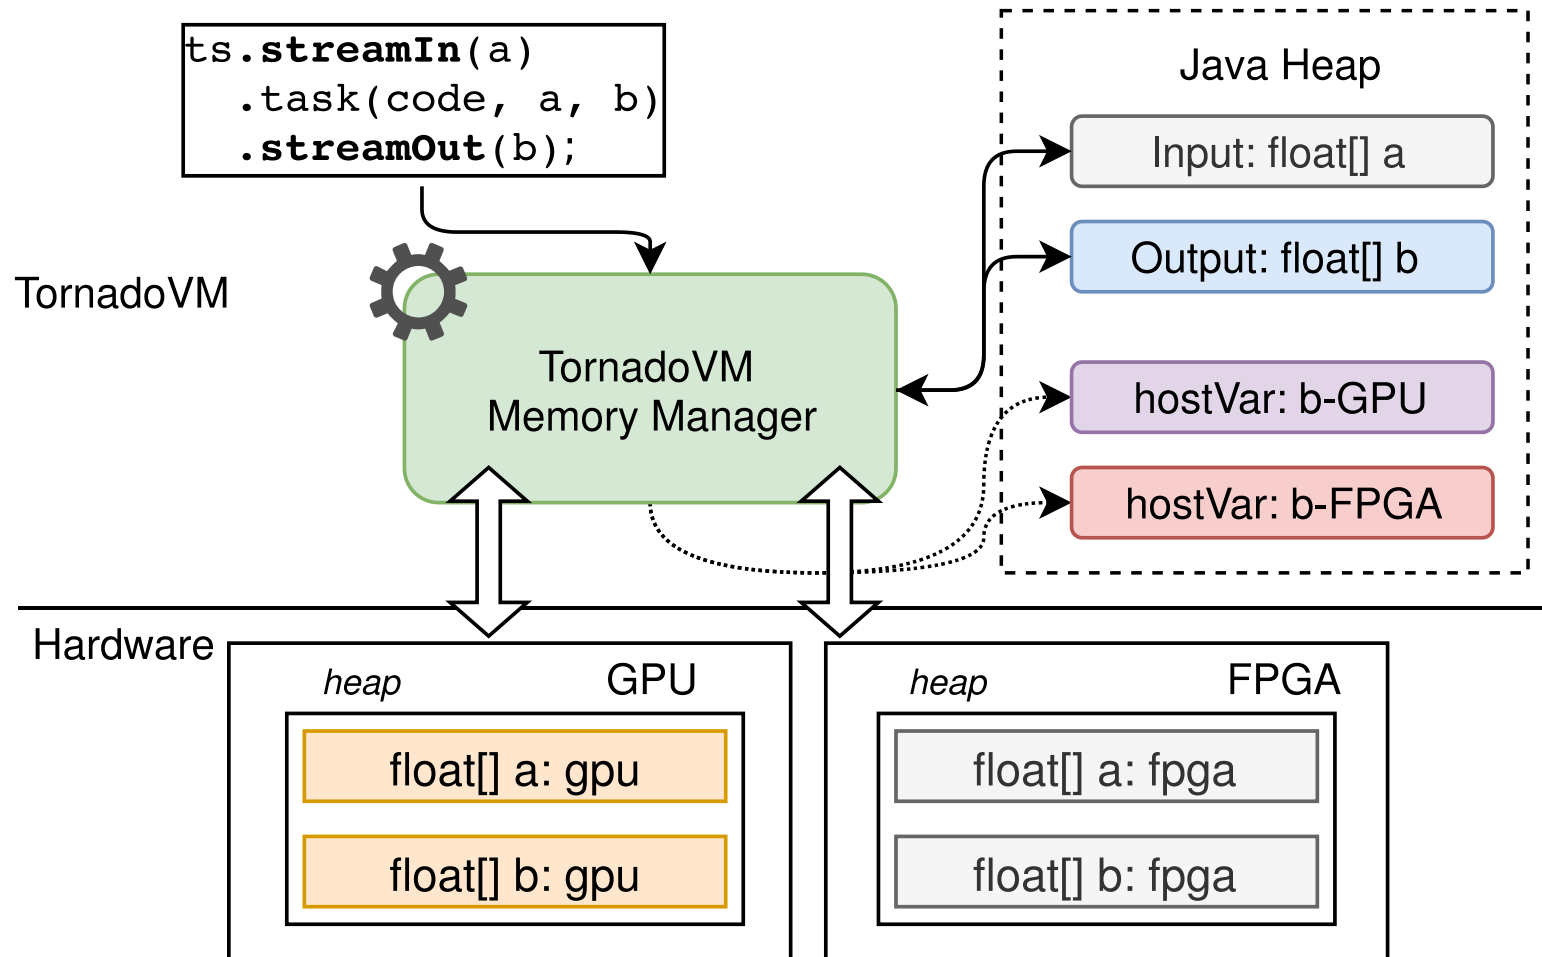 ts.streamIn(a)
.task(code, a, b)
.streamOut(b);
Java Heap
Input: float[] a
Output: float[] b
hostVar: b-GPU
hostVar: b-FPGA
TornadoVM
TornadoVM
Memory Manager
Hardware
heap GPU
float[] a: gpu
float[] b: gpu
heap FPGA
float[] a: fpga
float[] b: fpga